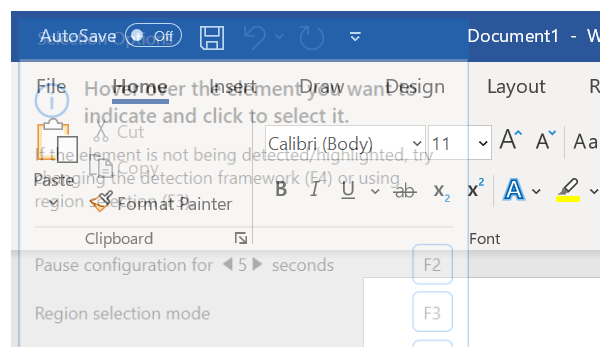 AutoSave Off Document1 - W
Selection Options
File Home Insert Draw Design Layout R
Hover over the element you want to
indicate and click to select it.
Cut
Calibri (Body) 11 A A Aa
If the element is not being detected/highlighted, try
Copy
Paste
changing the detection framework (F4) or using
B I U ab x2 x2 A
region selection (F3).
Format Painter
Clipboard Font
Pause configuration for 5 seconds F2
Region selection mode F3